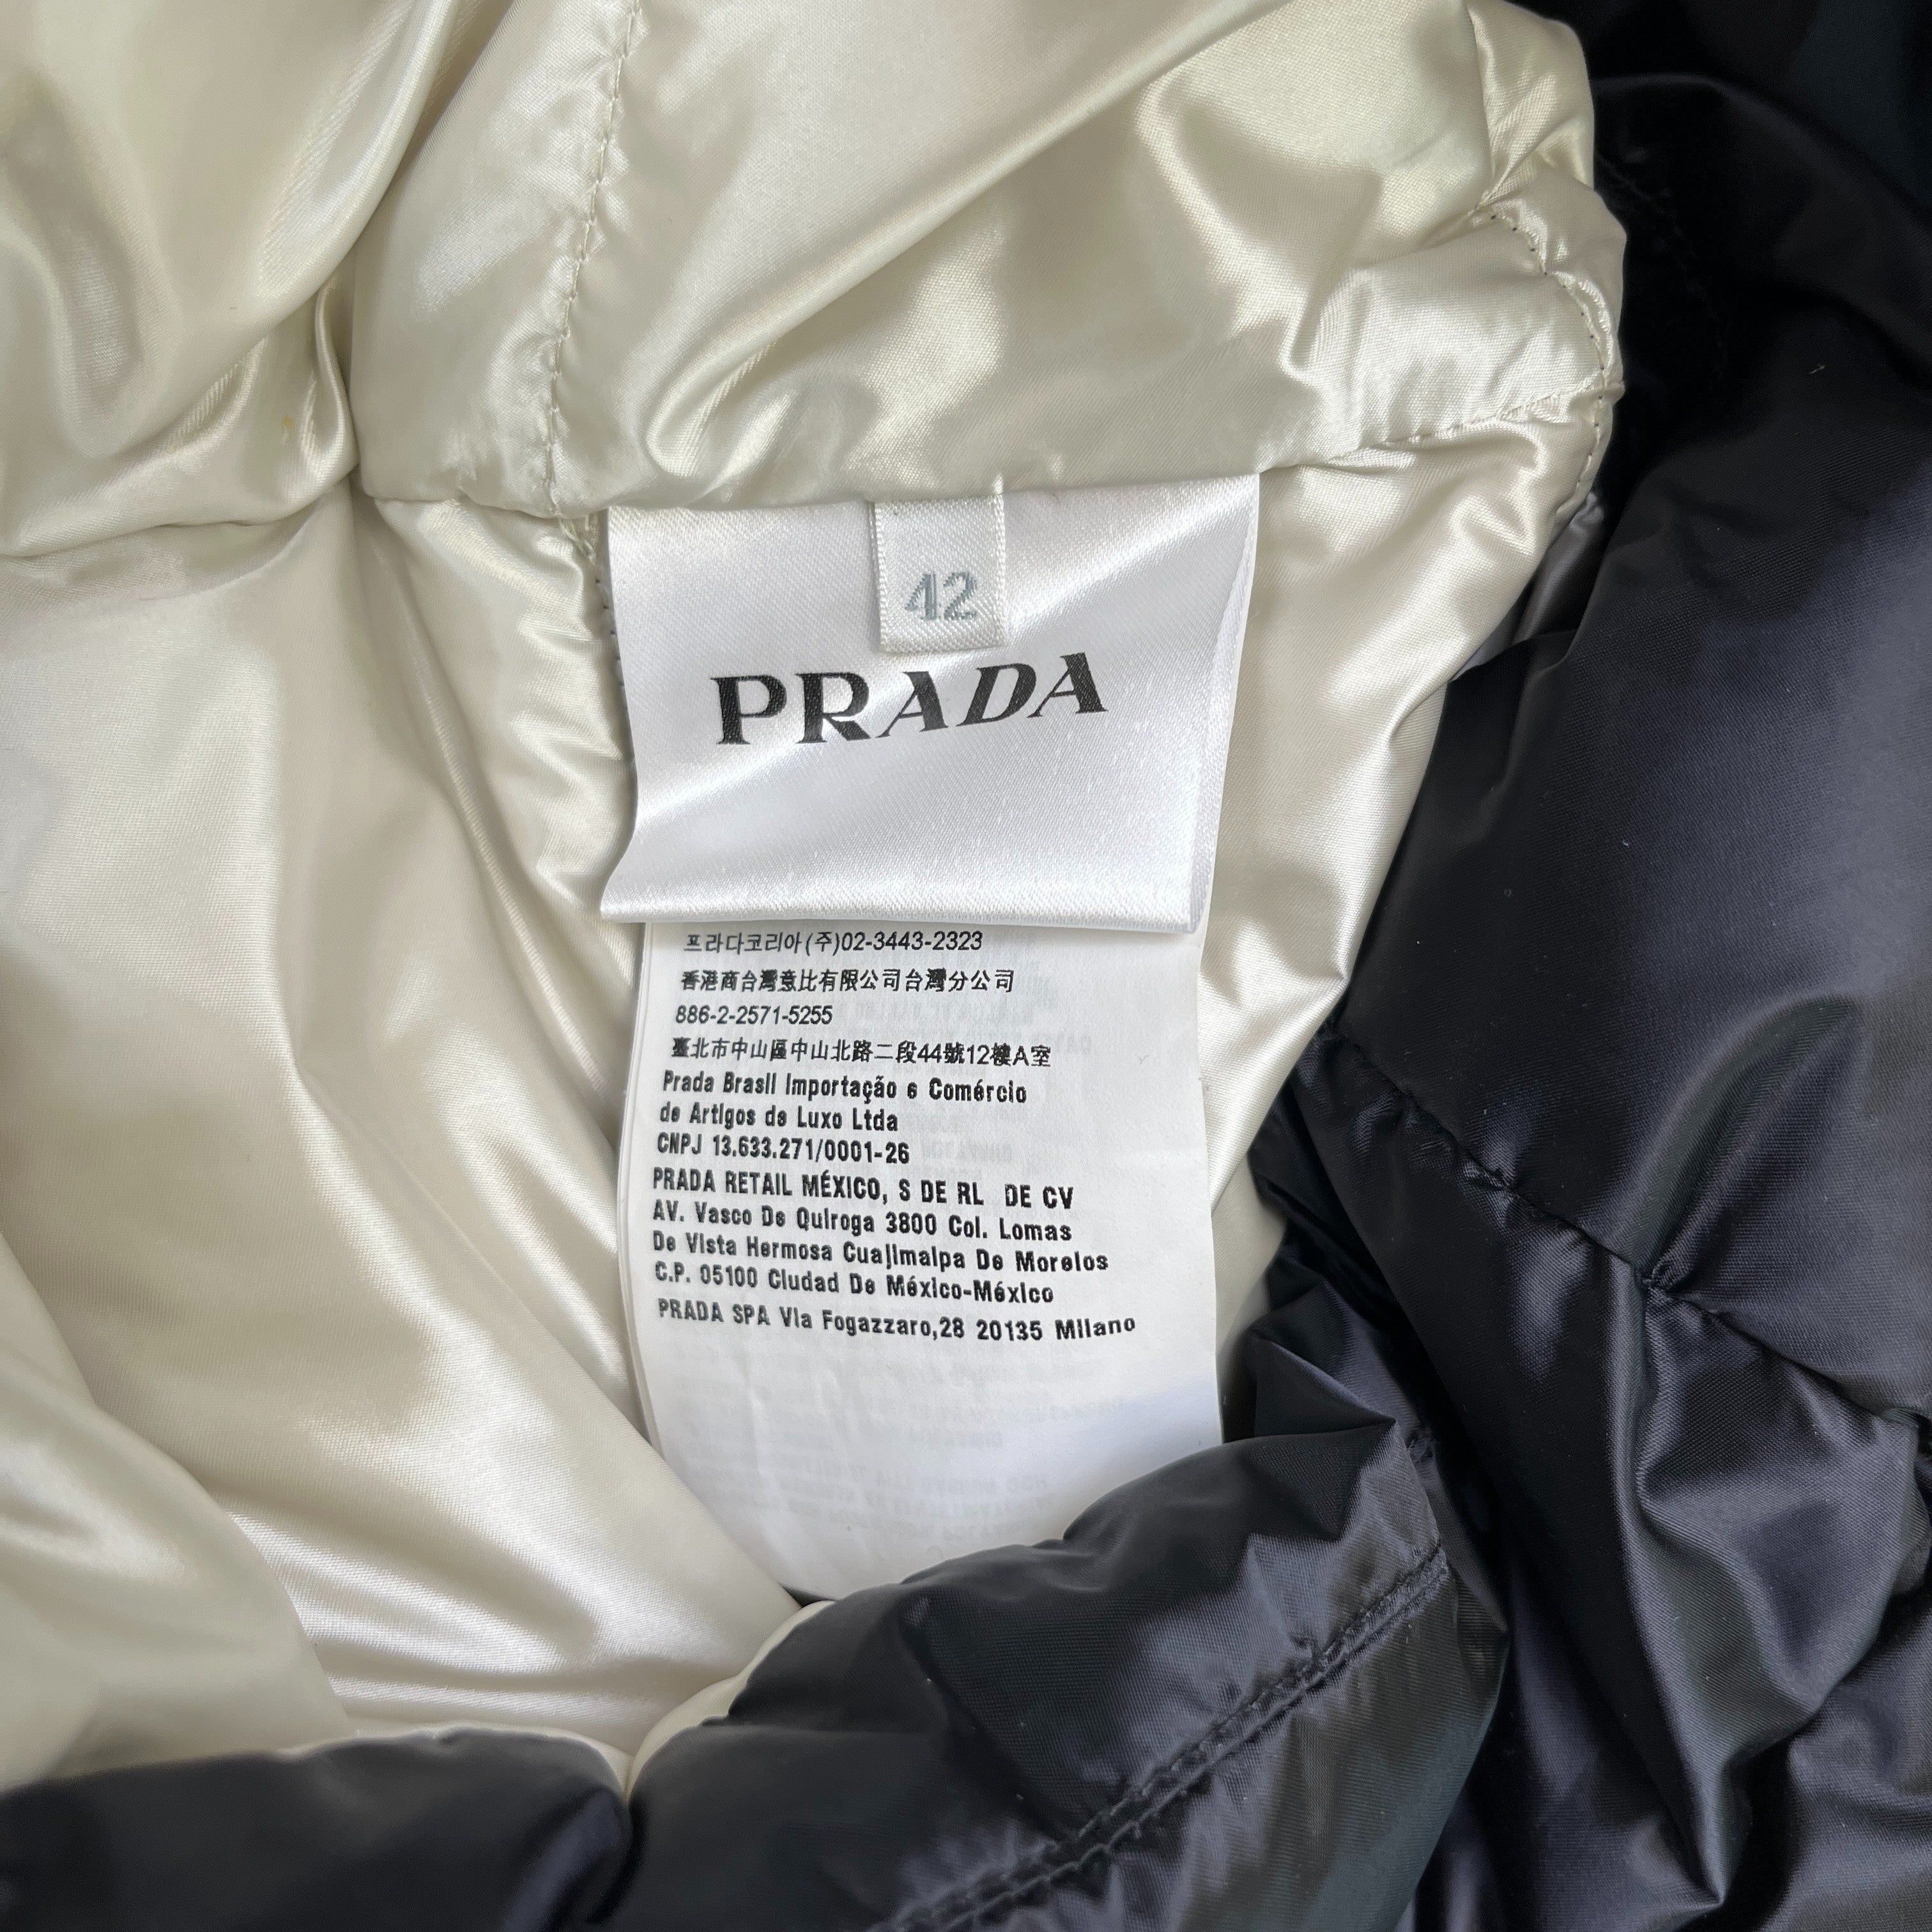 42
PRADA
프라다코리아(주)02-3443-2323
香港商台灣意比有限公司台灣分公司
886-2-2571-5255
臺北市中山區中山北路二段44號12樓A室
Prada Brasil Importação e Comércio
de Artigos de Luxo Ltda
CNPJ 13.633.271/0001-26
PRADA RETAIL MÉXICO, S DE RL DE CV
AV. Vasco De Quiroga 3800 Col. Lomas
De Vista Hermosa Cuajimalpa De Morelos
C.P. 05100 Ciudad De México-México
PRADA SPA Via Fogazzaro,28 20135 Milano